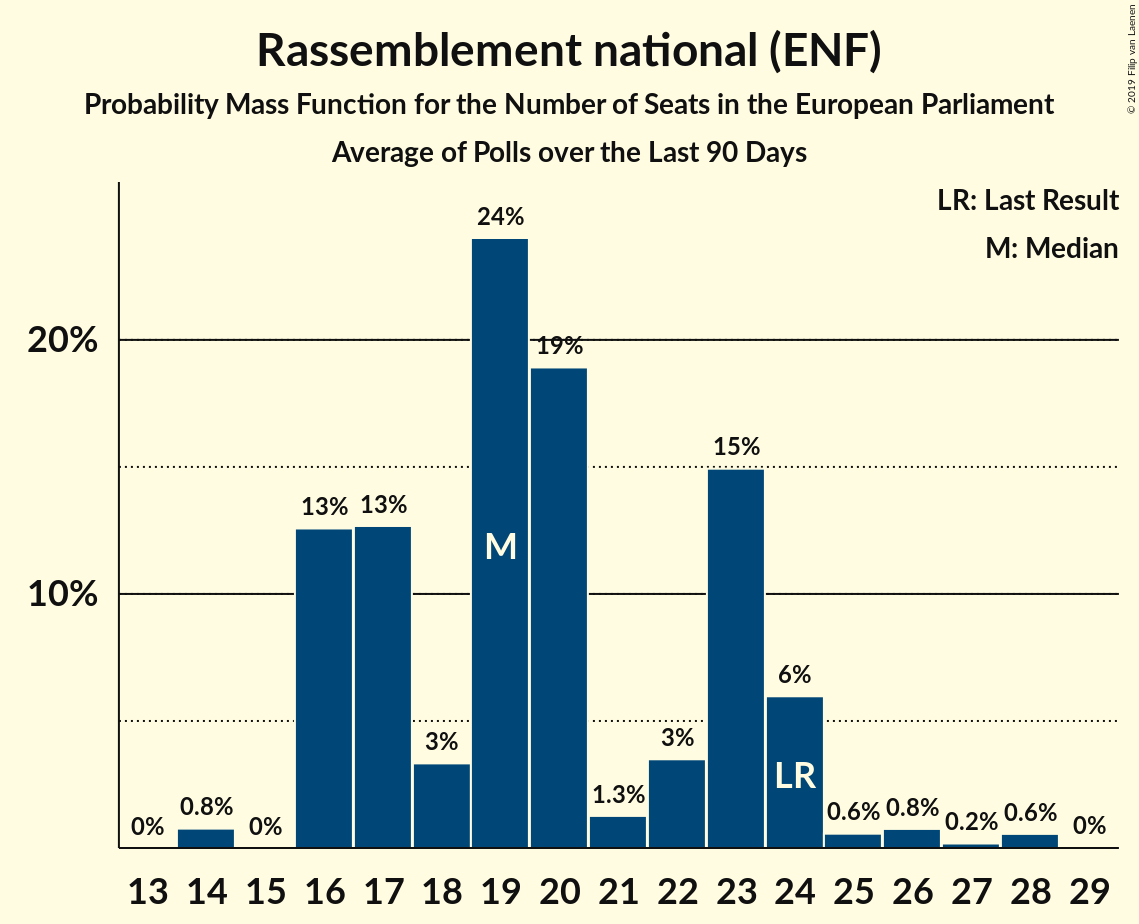 Rassemblement national (ENF)
Probability Mass Function for the Number of Seats in the European Parliament
Average of Polls over the Last 90 Days
© 2019 Filip van Laenen
LR: Last Result
M: Median
20%
10%
0%
0.8%
0%
13%
13%
3%
24%
19%
1.3%
3%
15%
6%
0.6%
0.8%
0.2%
0.6%
0%
M
LR
13 14 15 16 17 18 19 20 21 22 23 24 25 26 27 28 29